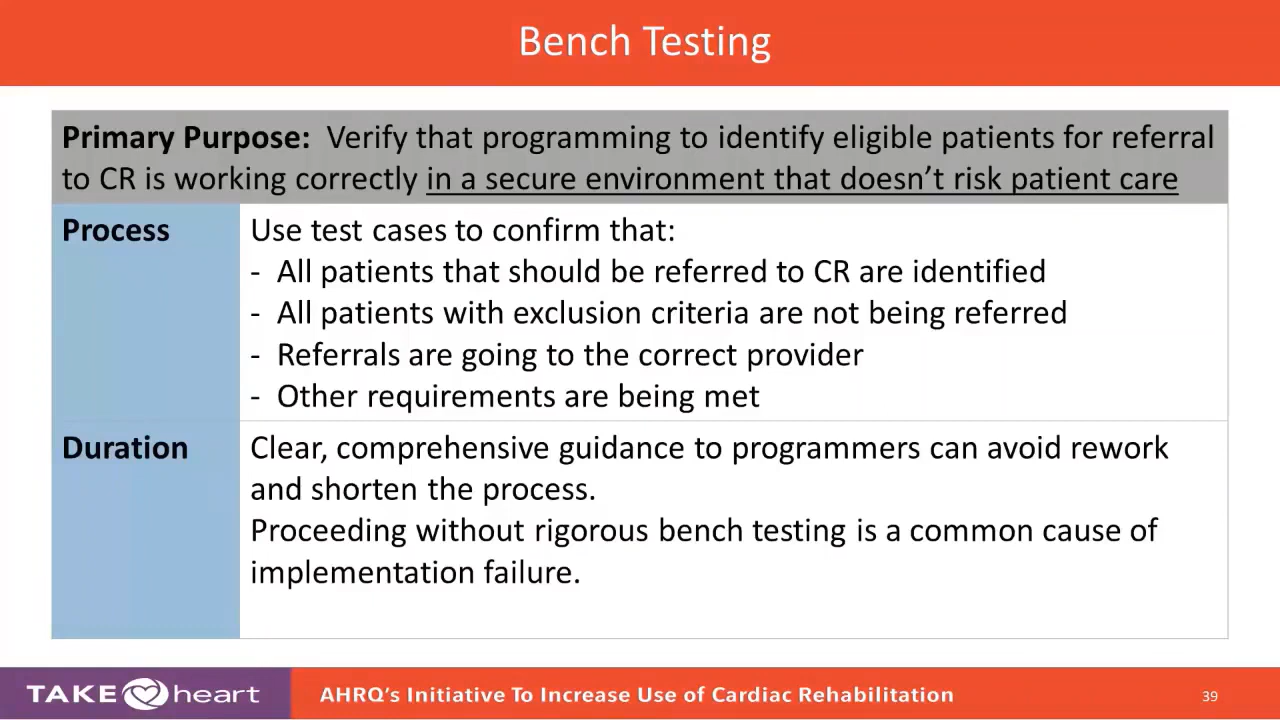 Bench Testing
Primary Purpose: Verify that programming to identify eligible patients for referral
to CR is working correctly in a secure environment that doesn’t risk patient care
Process
Use test cases to confirm that:
- All patients that should be referred to CR are identified
- All patients with exclusion criteria are not being referred
- Referrals are going to the correct provider
- Other requirements are being met
Duration
Clear, comprehensive guidance to programmers can avoid rework
and shorten the process.
Proceeding without rigorous bench testing is a common cause of
implementation failure.
TAKE heart
AHRQ’s Initiative To Increase Use of Cardiac Rehabilitation
39